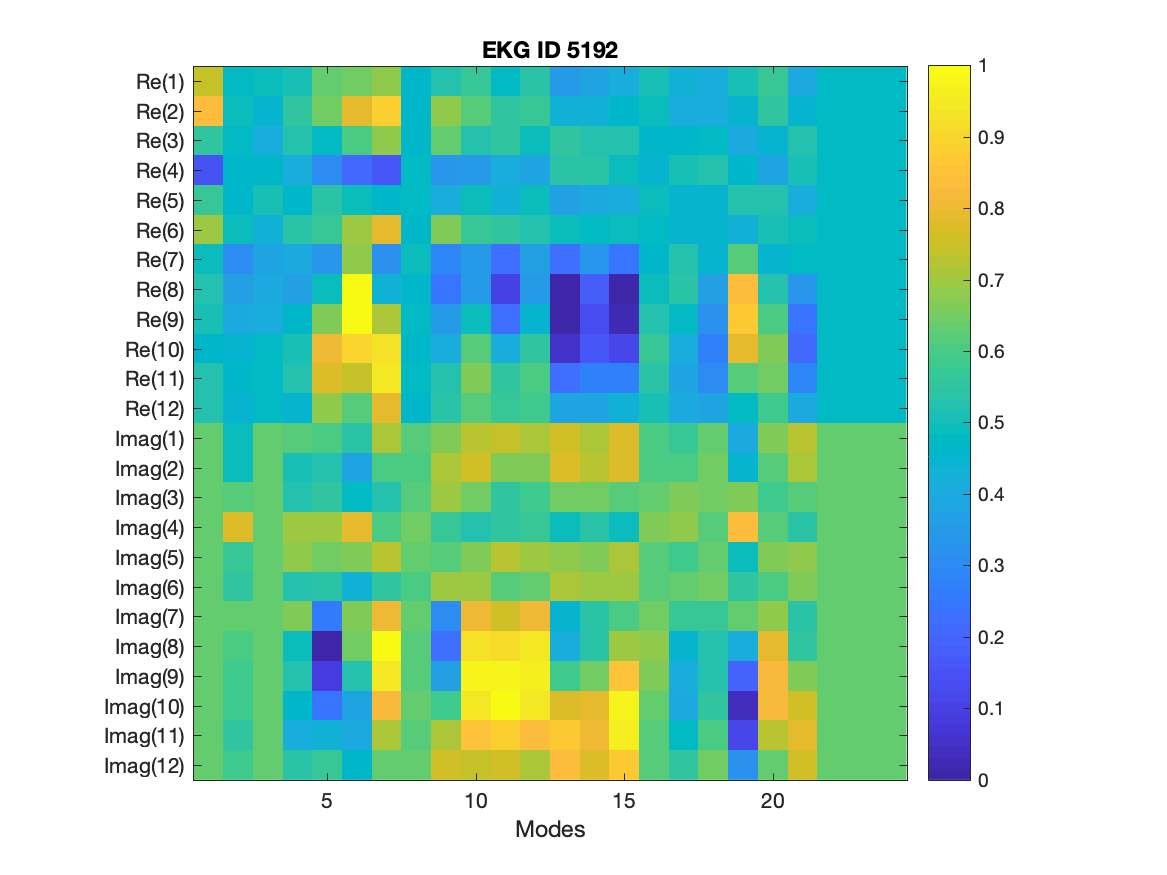 EKG ID 5192
Re(1)
Re(2)
Re(3)
Re(4)
Re(5)
Re(6)
Re(7)
Re(8)
Re(9)
Re(10)
Re(11)
Re(12)
Imag(1)
Imag(2)
Imag(3)
Imag(4)
Imag(5)
Imag(6)
Imag(7)
Imag(8)
Imag(9)
Imag(10)
Imag(11)
Imag(12)
5 10 15 20
Modes
1
0.9
0.8
0.7
0.6
0.5
0.4
0.3
0.2
0.1
0